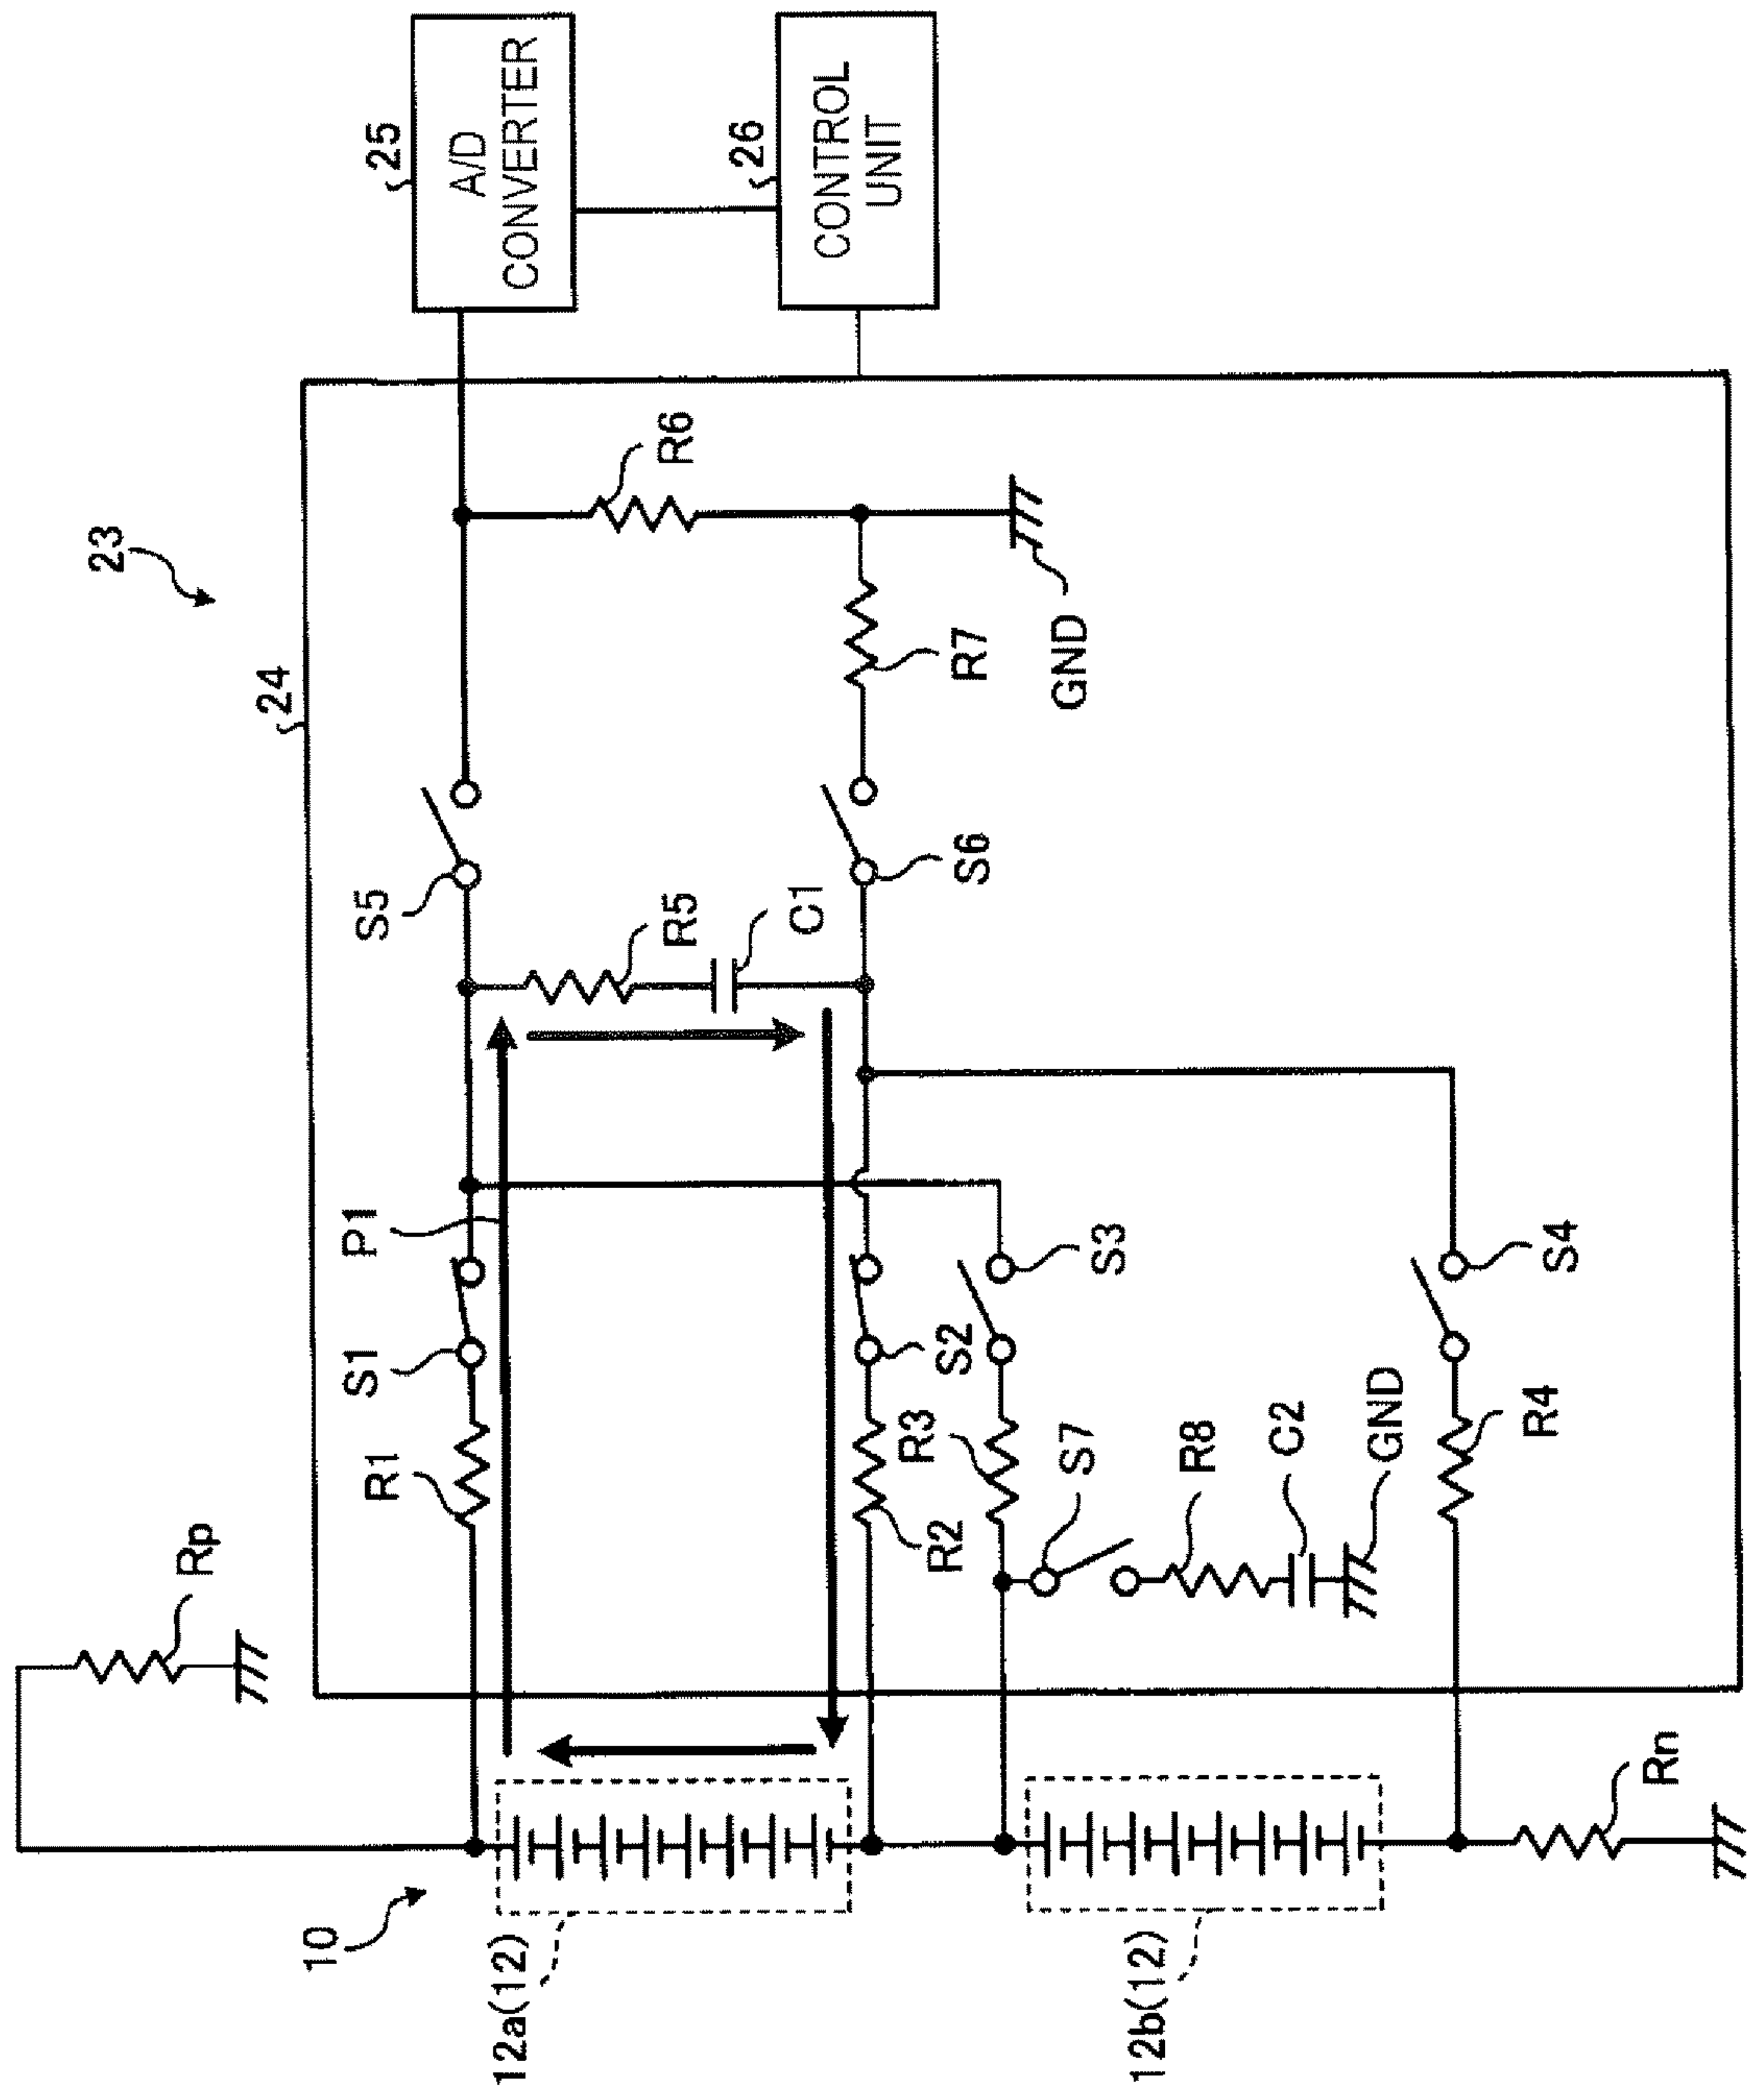 25
A/D
CONVERTER
26
CONTROL
UNIT
23
24
R6
R7
GND
S5
R5
C1
S6
P1
S1
R1
S2
R3
R2
S3
S7
R8
C2
GND
S4
R4
Rp
10
12a(12)
12b(12)
Rn